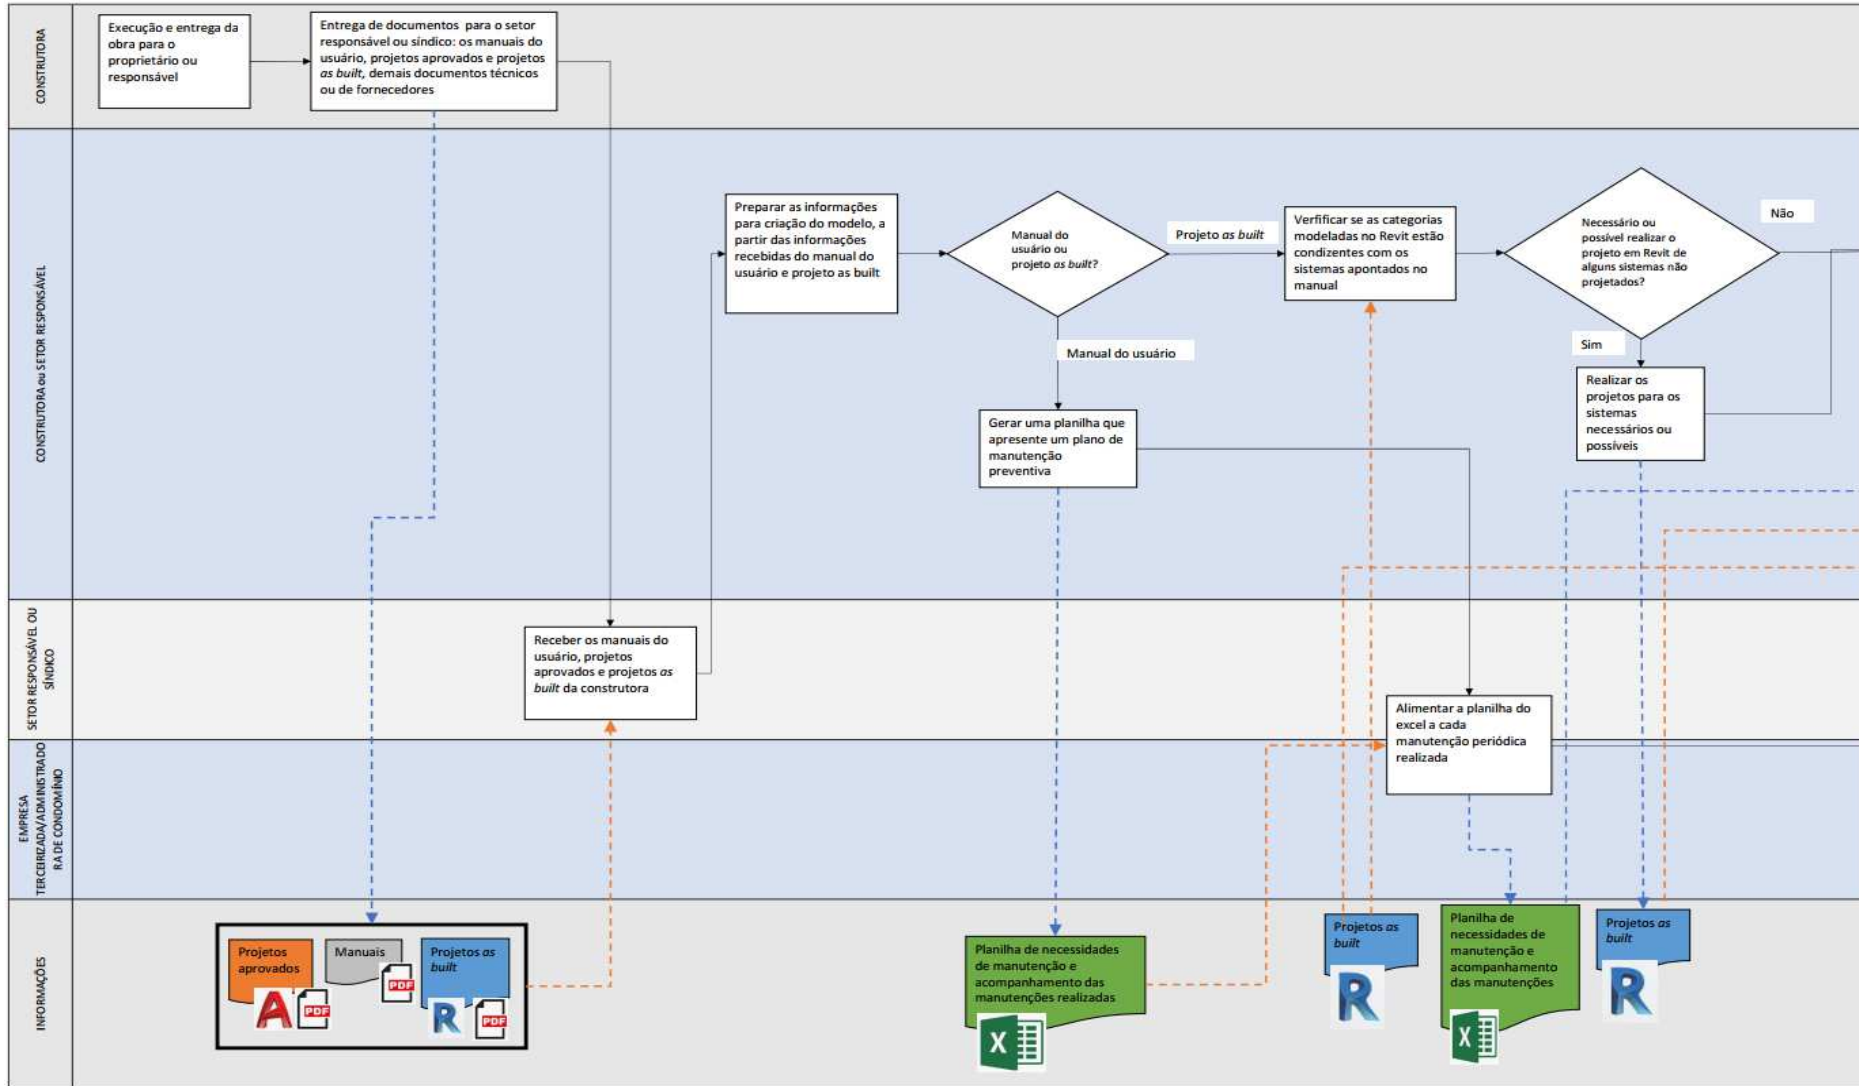 CONSTRUTORA
Execução e entrega da
obra para o
proprietário ou
responsável
Entrega de documentos para o setor
responsável ou síndico: os manuais do
usuário, projetos aprovados e projetos
as built, demais documentos técnicos
ou de fornecedores
CONSTRUTORA ou SETOR RESPONSÁVEL
Preparar as informações
para criação do modelo, a
partir das informações
recebidas do manual do
usuário e projeto as built
Manual do
usuário ou
projeto as built?
Projeto as built
Manual do usuário
Verfificar se as categorias
modeladas no Revit estão
condizentes com os
sistemas apontados no
manual
Necessário ou
possível realizar o
projeto em Revit de
alguns sistemas não
projetados?
Não
Sim
Realizar os
projetos para os
sistemas
necessários ou
possíveis
Gerar uma planilha que
apresente um plano de
manutenção
preventiva
SETOR RESPONSÁVEL OU
SÍNDICO
Receber os manuais do
usuário, projetos
aprovados e projetos as
built da construtora
Alimentar a planilha do
excel a cada
manutenção periódica
realizada
EMPRESA
TERCEIRIZADA/ADMINISTRADO
RA DE CONDOMÍNIO
INFORMAÇÕES
Projetos
aprovados
A
PDF
Manuais
PDF
Projetos as
built
R
PDF
Planilha de necessidades
de manutenção e
acompanhamento das
manutenções realizadas
X
Projetos as
built
R
Planilha de
necessidades de
manutenção e
acompanhamento
das manutenções
X
Projetos as
built
R